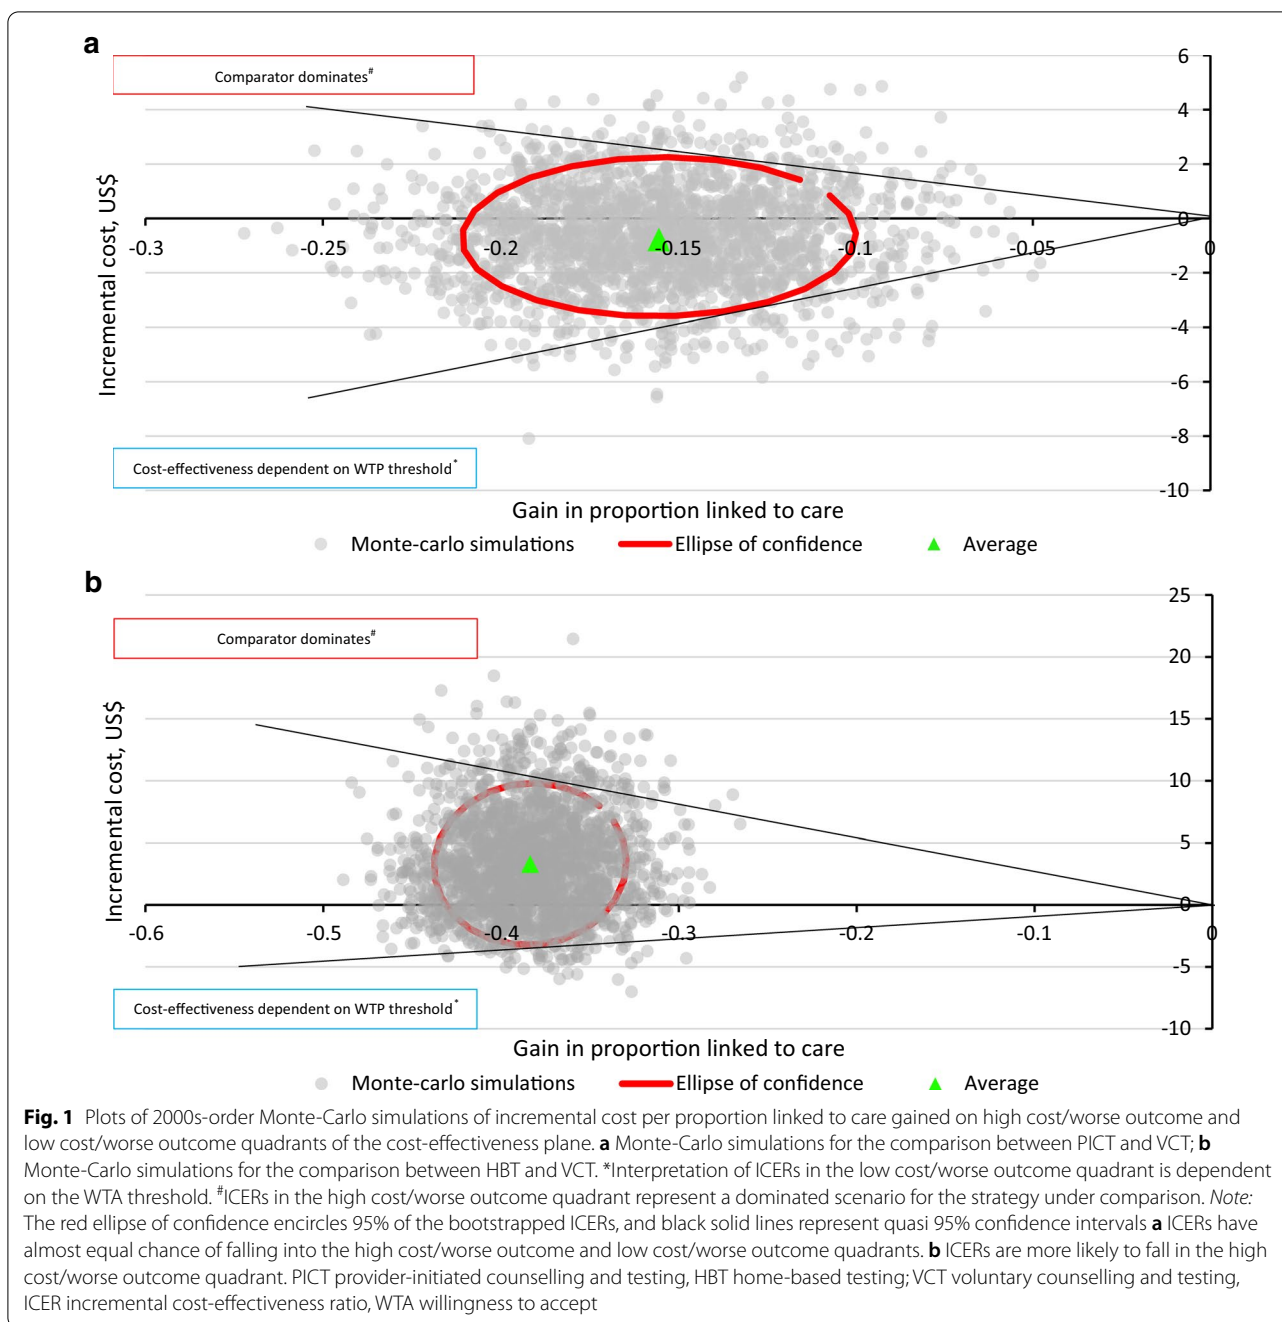 a
Comparator dominates#
6
4
2
0
-2
-4
-6
-8
-10
-0.3
-0.25
-0.2
-0.15
-0.1
-0.05
0
Incremental cost, US$
Cost-effectiveness dependent on WTP threshold*
Gain in proportion linked to care
Monte-carlo simulations Ellipse of confidence Average
b
Comparator dominates#
25
20
15
10
5
0
-5
-10
-0.6
-0.5
-0.4
-0.3
-0.2
-0.1
0
Incremental cost, US$
Cost-effectiveness dependent on WTP threshold*
Gain in proportion linked to care
Monte-carlo simulations Ellipse of confidence Average
Fig. 1 Plots of 2000s-order Monte-Carlo simulations of incremental cost per proportion linked to care gained on high cost/worse outcome and
low cost/worse outcome quadrants of the cost-effectiveness plane. a Monte-Carlo simulations for the comparison between PICT and VCT; b
Monte-Carlo simulations for the comparison between HBT and VCT. *Interpretation of ICERs in the low cost/worse outcome quadrant is dependent
on the WTA threshold. #ICERs in the high cost/worse outcome quadrant represent a dominated scenario for the strategy under comparison. Note:
The red ellipse of confidence encircles 95% of the bootstrapped ICERs, and black solid lines represent quasi 95% confidence intervals a ICERs have
almost equal chance of falling into the high cost/worse outcome and low cost/worse outcome quadrants. b ICERs are more likely to fall in the high
cost/worse outcome quadrant. PICT provider-initiated counselling and testing, HBT home-based testing; VCT voluntary counselling and testing,
ICER incremental cost-effectiveness ratio, WTA willingness to accept